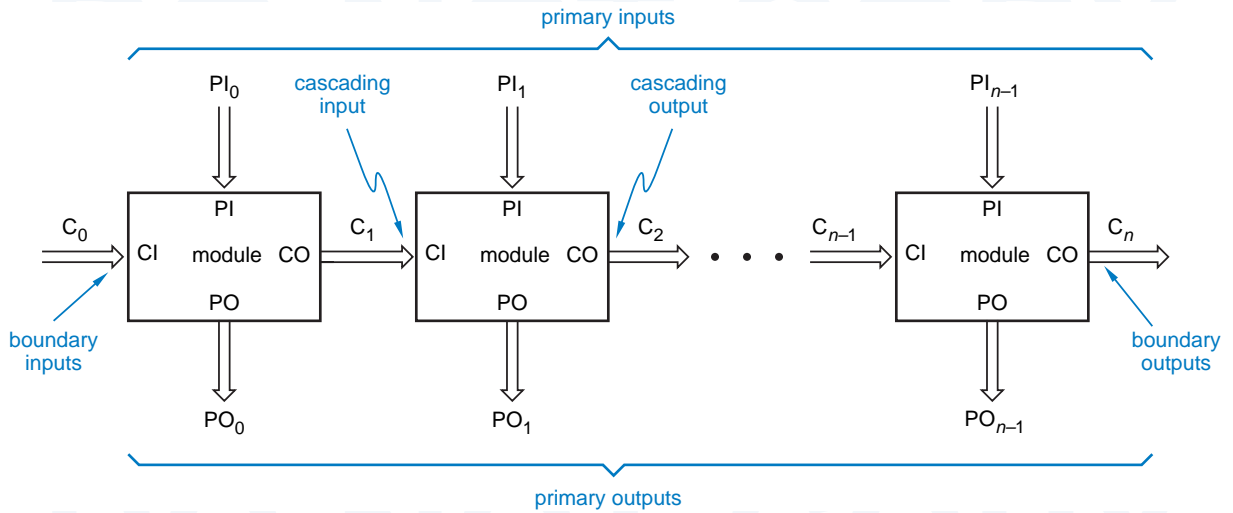 primary inputs
PI0 cascading input PI1 cascading output PIn–1
C0 CI PI module CO PO C1 CI PI module CO PO C2 • • • Cn–1 CI PI module CO PO Cn
boundary inputs
boundary outputs
PO0 PO1 POn–1
primary outputs